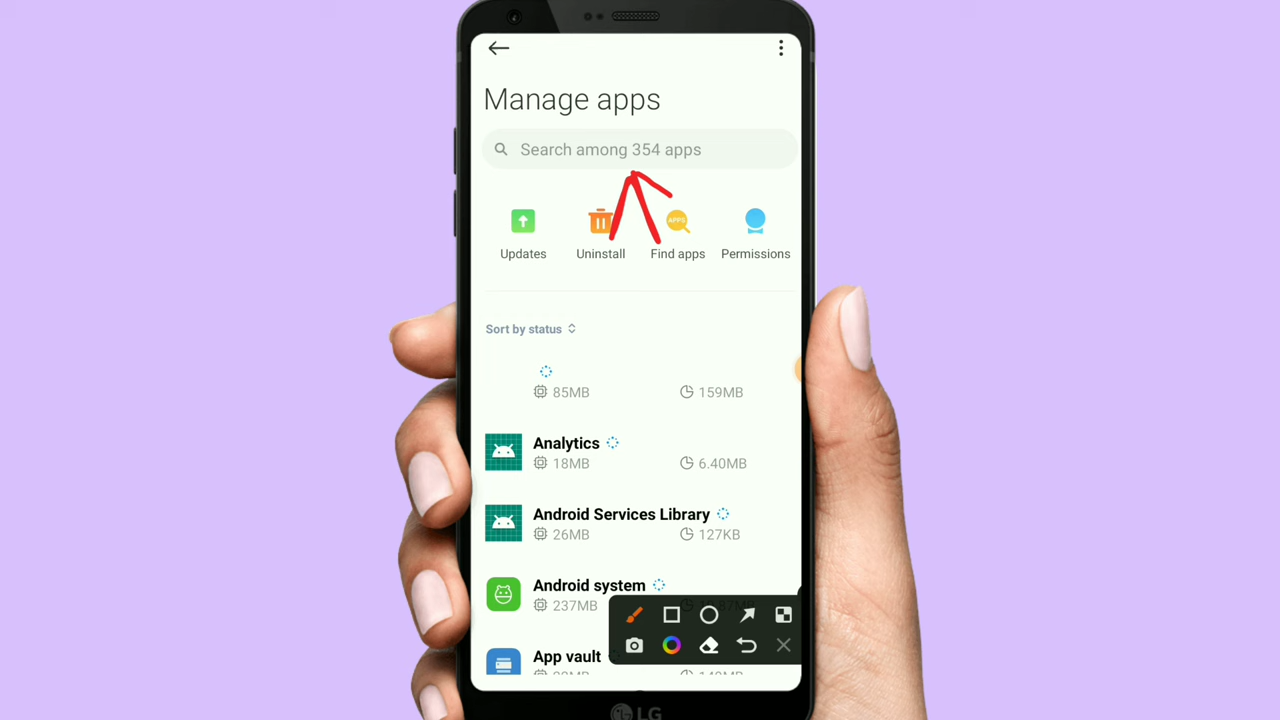 Manage apps
Search among 354 apps
APPS
Updates Uninstall Find apps Permissions
Sort by status
85MB 159MB
Analytics
18MB 6.40MB
Android Services Library
26MB 127KB
Android system
237MB
App vault
LG